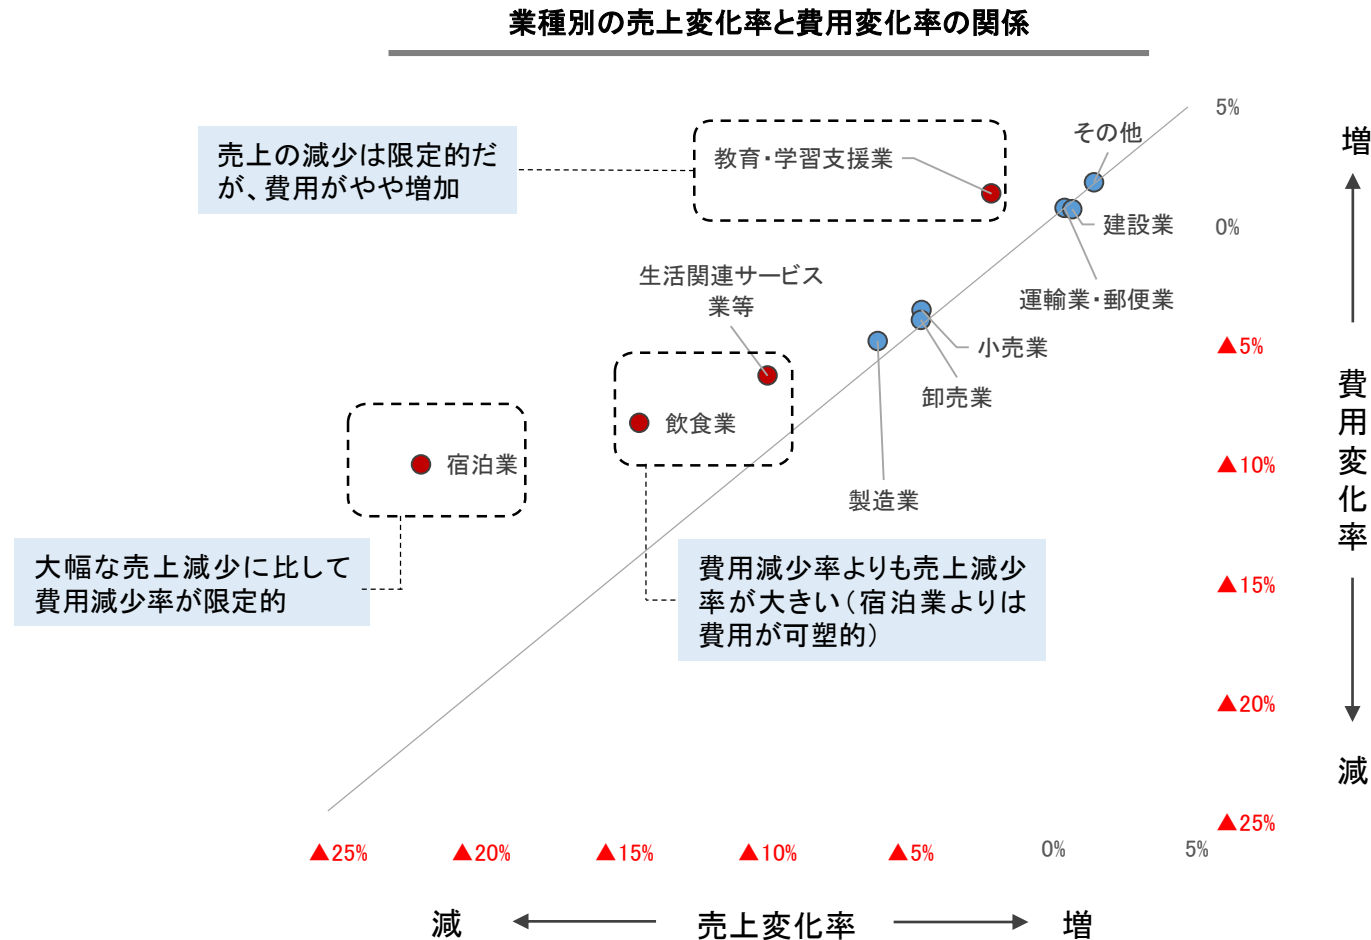 業種別の売上変化率と費用変化率の関係
売上の減少は限定的だ
が、費用がやや増加
教育・学習支援業
その他
建設業
運輸業・郵便業
生活関連サービス
業等
小売業
卸売業
製造業
飲食業
宿泊業
大幅な売上減少に比して
費用減少率が限定的
費用減少率よりも売上減少
率が大きい（宿泊業よりは
費用が可塑的）
5%
0%
▲5%
▲10%
▲15%
▲20%
▲25%
増
費用変化率
減
▲25%
▲20%
▲15%
▲10%
▲5%
0%
5%
減
売上変化率
増